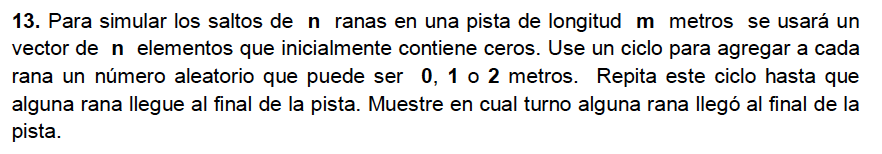 13. Para simular los saltos de n ranas en una pista de longitud m metros se usará un
vector de n elementos que inicialmente contiene ceros. Use un ciclo para agregar a cada
rana un número aleatorio que puede ser 0, 1 o 2 metros. Repita este ciclo hasta que
alguna rana llegue al final de la pista. Muestre en cual turno alguna rana llegó al final de la
pista.